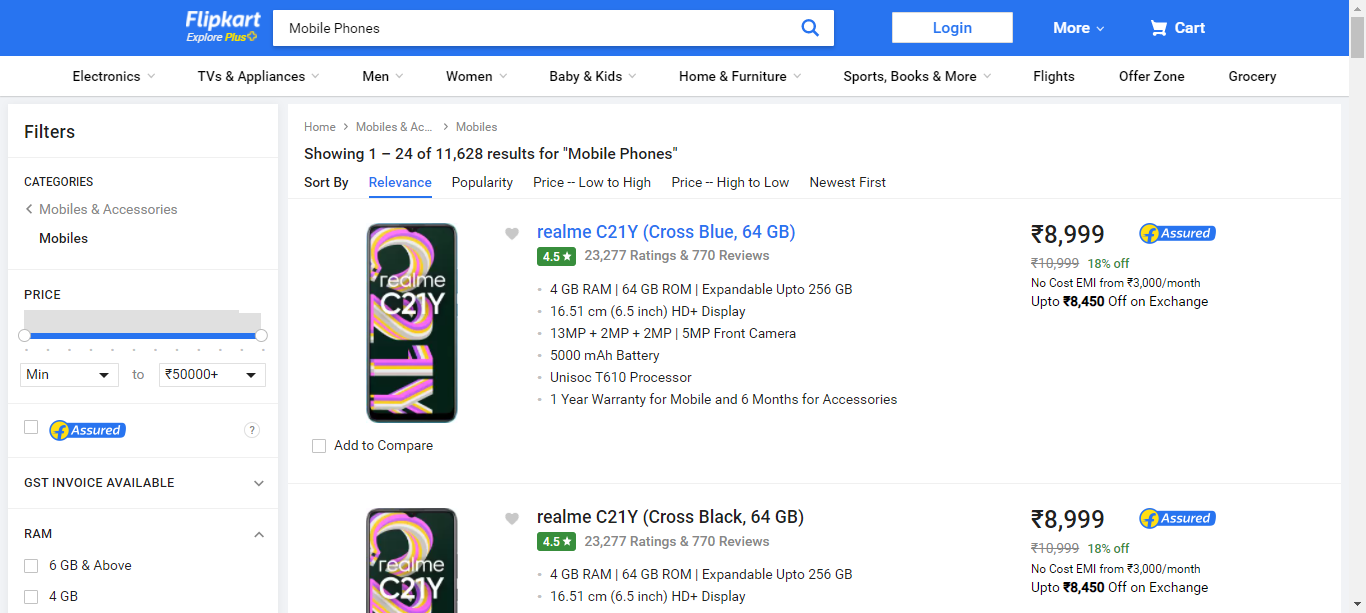 Flipkart
Explore Plus
Mobile Phones
Login
More
Cart
Electronics
TVs & Appliances
Men
Women
Baby & Kids
Home & Furniture
Sports, Books & More
Flights
Offer Zone
Grocery
Filters
CATEGORIES
Mobiles & Accessories
Mobiles
PRICE
Min
to
₹50000+
Assured
?
GST INVOICE AVAILABLE
RAM
6 GB & Above
4 GB
Home > Mobiles & Ac... > Mobiles
Showing 1 – 24 of 11,628 results for "Mobile Phones"
Sort By Relevance Popularity Price -- Low to High Price -- High to Low Newest First
realme
C21Y
C21Y
Add to Compare
realme C21Y (Cross Blue, 64 GB)
4.5★ 23,277 Ratings & 770 Reviews
4 GB RAM | 64 GB ROM | Expandable Upto 256 GB
16.51 cm (6.5 inch) HD+ Display
13MP + 2MP + 2MP | 5MP Front Camera
5000 mAh Battery
Unisoc T610 Processor
1 Year Warranty for Mobile and 6 Months for Accessories
₹8,999
Assured
₹10,999 18% off
No Cost EMI from ₹3,000/month
Upto ₹8,450 Off on Exchange
realme
C21Y
realme C21Y (Cross Black, 64 GB)
4.5★ 23,277 Ratings & 770 Reviews
4 GB RAM | 64 GB ROM | Expandable Upto 256 GB
16.51 cm (6.5 inch) HD+ Display
₹8,999
Assured
₹10,999 18% off
No Cost EMI from ₹3,000/month
Upto ₹8,450 Off on Exchange